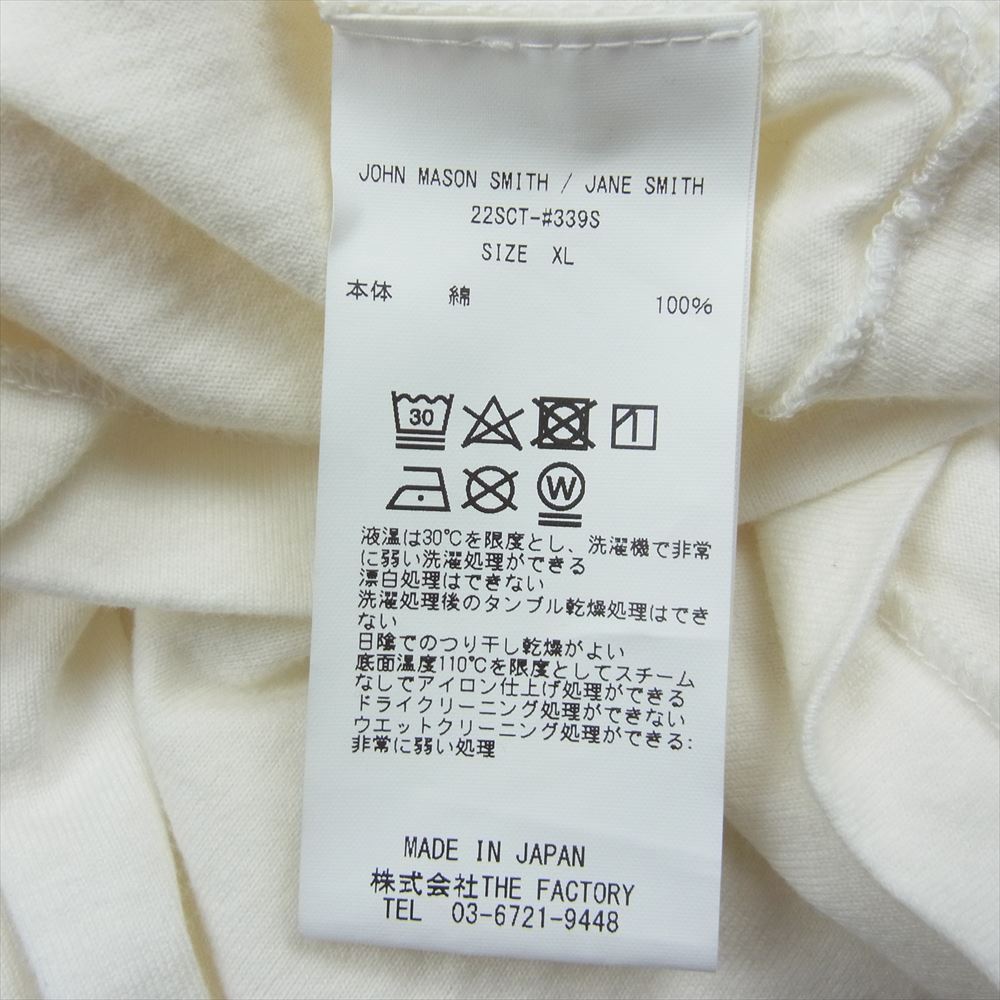 JOHN MASON SMITH / JANE SMITH
22SCT-#339S
SIZE XL
本体 綿 100%
30
W
液温は30℃を限度とし、洗濯機で非常
に弱い洗濯処理ができる
漂白処理はできない
洗濯処理後のタンブル乾燥処理はでき
ない
日陰でのつり干し乾燥がよい
底面温度110℃を限度としてスチーム
なしでアイロン仕上げ処理ができる
ドライクリーニング処理ができない
ウエットクリーニング処理ができる:
非常に弱い処理
MADE IN JAPAN
株式会社THE FACTORY
TEL 03-6721-9448